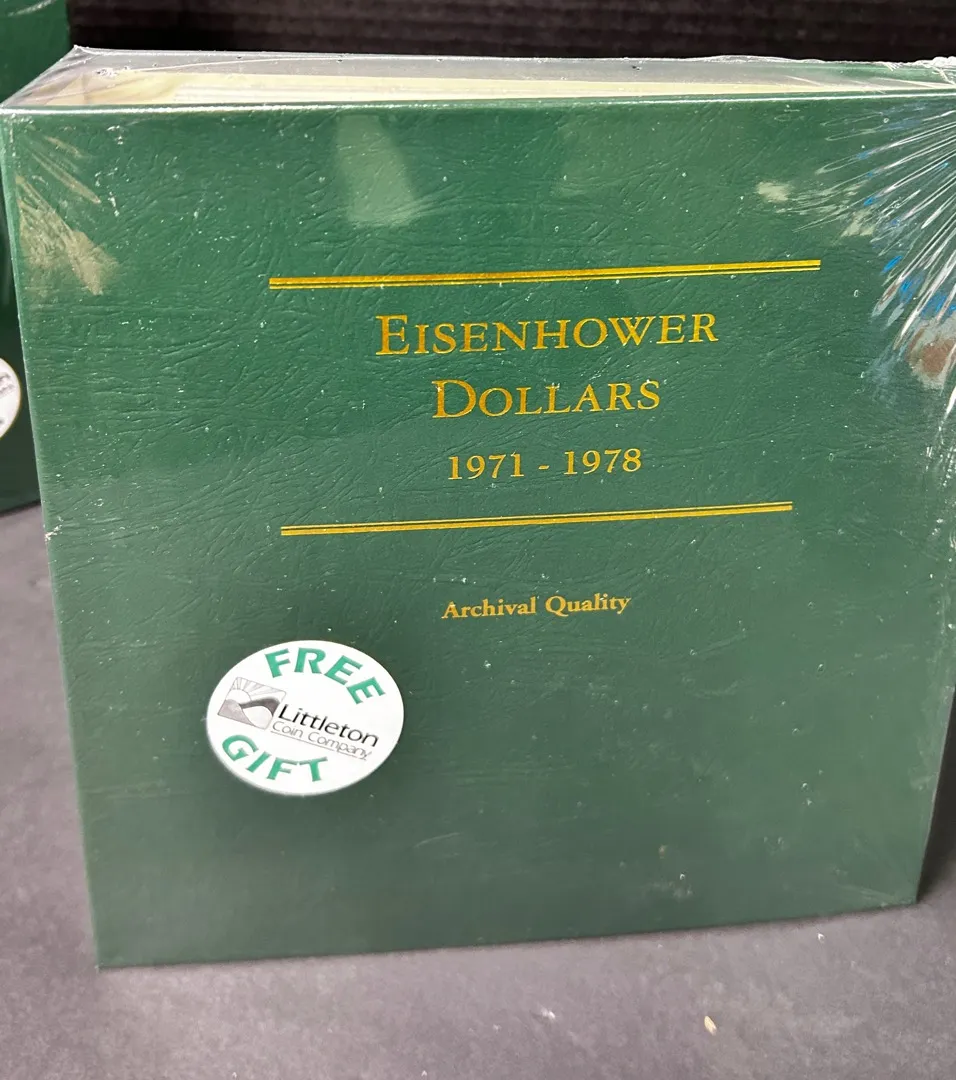 EISENHOWER
DOLLARS
1971 - 1978
Archival Quality
FREE
Littleton
Coin Company
GIFT